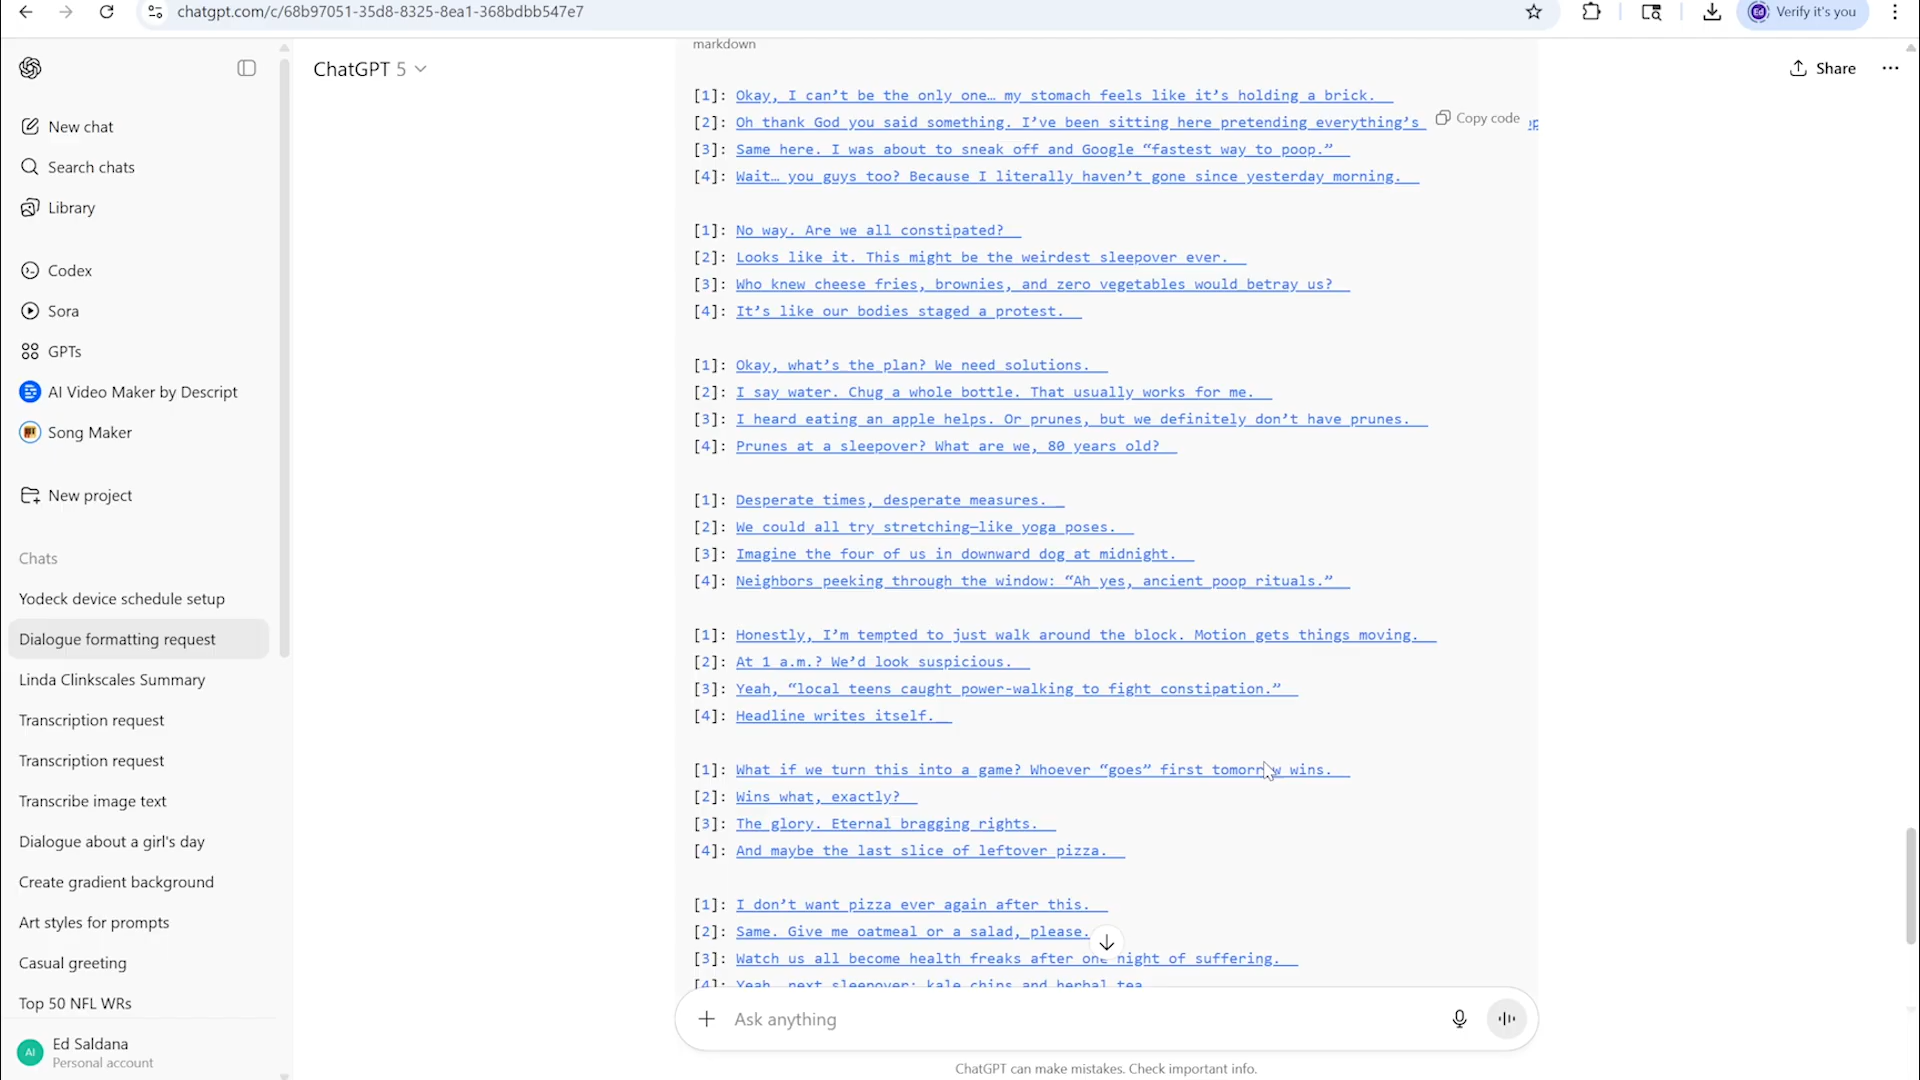 chatgpt.com/c/68b97051-35d8-8325-8ea1-368bdbb547e7
Ed
Verify it's you
ChatGPT 5
Share
New chat
Search chats
Library
Codex
Sora
GPTs
AI Video Maker by Descript
Song Maker
New project
Chats
Yodeck device schedule setup
Dialogue formatting request
Linda Clinkscales Summary
Transcription request
Transcription request
Transcribe image text
Dialogue about a girl's day
Create gradient background
Art styles for prompts
Casual greeting
Top 50 NFL WRs
AI
Ed Saldana
Personal account
markdown
Copy code
[1]: Okay, I can’t be the only one… my stomach feels like it’s holding a brick.
[2]: Oh thank God you said something. I’ve been sitting here pretending everything’s
[3]: Same here. I was about to sneak off and Google “fastest way to poop.”
[4]: Wait… you guys too? Because I literally haven’t gone since yesterday morning.
[1]: No way. Are we all constipated?
[2]: Looks like it. This might be the weirdest sleepover ever.
[3]: Who knew cheese fries, brownies, and zero vegetables would betray us?
[4]: It’s like our bodies staged a protest.
[1]: Okay, what’s the plan? We need solutions.
[2]: I say water. Chug a whole bottle. That usually works for me.
[3]: I heard eating an apple helps. Or prunes, but we definitely don’t have prunes.
[4]: Prunes at a sleepover? What are we, 80 years old?
[1]: Desperate times, desperate measures.
[2]: We could all try stretching—like yoga poses.
[3]: Imagine the four of us in downward dog at midnight.
[4]: Neighbors peeking through the window: “Ah yes, ancient poop rituals.”
[1]: Honestly, I’m tempted to just walk around the block. Motion gets things moving.
[2]: At 1 a.m.? We’d look suspicious.
[3]: Yeah, “local teens caught power-walking to fight constipation.”
[4]: Headline writes itself.
[1]: What if we turn this into a game? Whoever “goes” first tomorrow wins.
[2]: Wins what, exactly?
[3]: The glory. Eternal bragging rights.
[4]: And maybe the last slice of leftover pizza.
[1]: I don’t want pizza ever again after this.
[2]: Same. Give me oatmeal or a salad, please.
[3]: Watch us all become health freaks after one night of suffering.
[4]: Yeah, next sleepover: kale chips and herbal tea.
Ask anything
ChatGPT can make mistakes. Check important info.